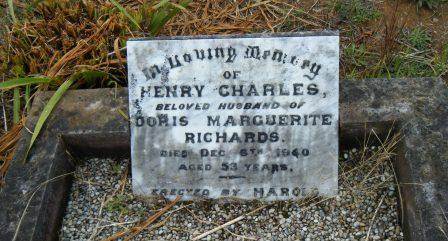 In Loving Memory
OF
HENRY CHARLES,
BELOVED HUSBAND OF
DORIS MARGUERITE
RICHARDS.
DIED DEC 6TH 1940
AGED 53 YEARS.
ERECTED BY HAROLD